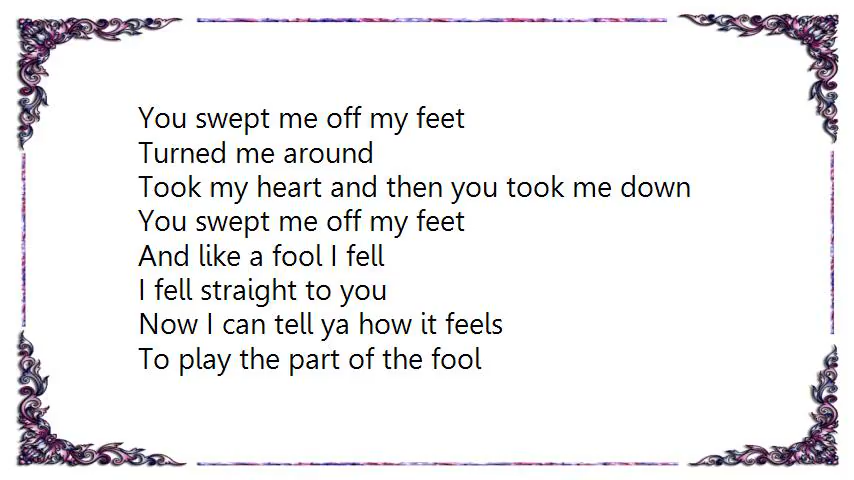 You swept me off my feet
Turned me around
Took my heart and then you took me down
You swept me off my feet
And like a fool I fell
I fell straight to you
Now I can tell ya how it feels
To play the part of the fool